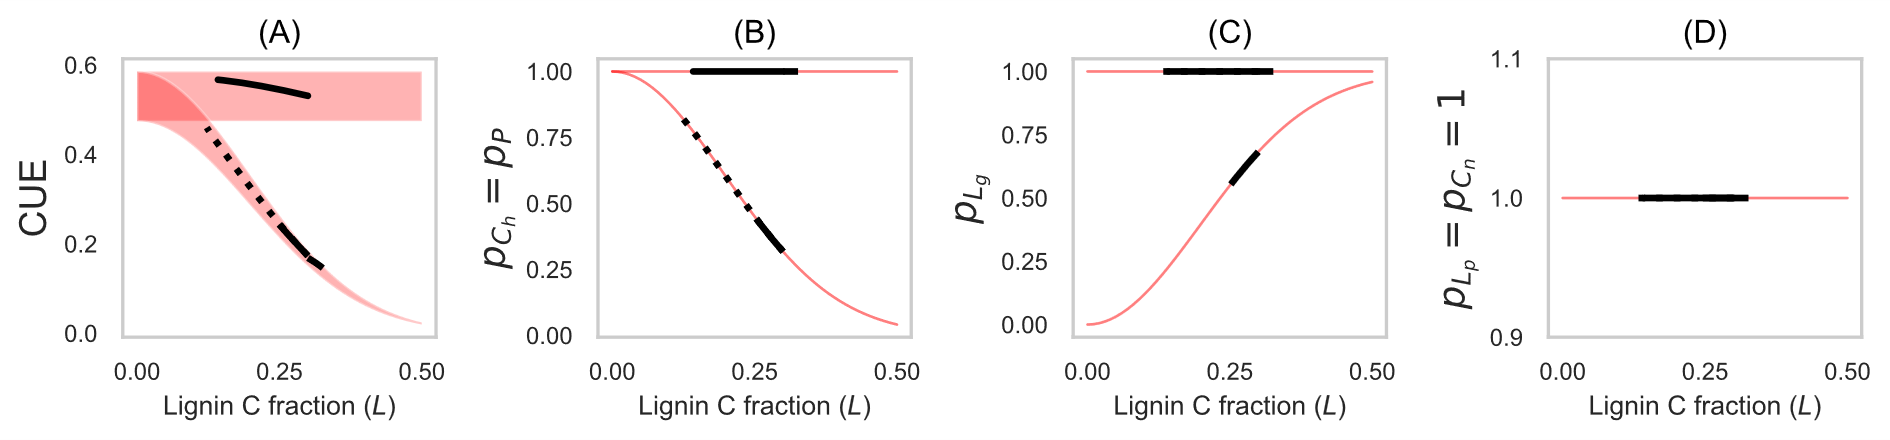 (A)
CUE
0.6
0.4
0.2
0.0
0.00 0.25 0.50
Lignin C fraction (L)
(B)
p_{C_h} = p_P
1.00
0.75
0.50
0.25
0.00
0.00 0.25 0.50
Lignin C fraction (L)
(C)
p_{L_g}
1.00
0.75
0.50
0.25
0.00
0.00 0.25 0.50
Lignin C fraction (L)
(D)
p_{L_p} = p_{C_n} = 1
1.1
1.0
0.9
0.00 0.25 0.50
Lignin C fraction (L)